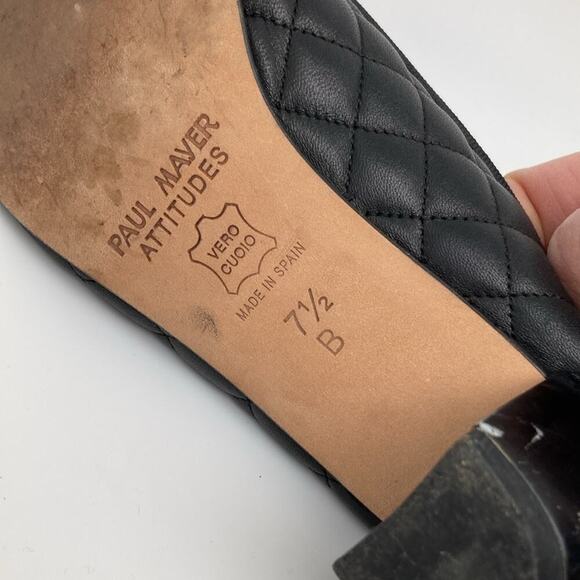 PAUL MAYER
ATTITUDES
VERO
CUOIO
MADE IN SPAIN
7½
B